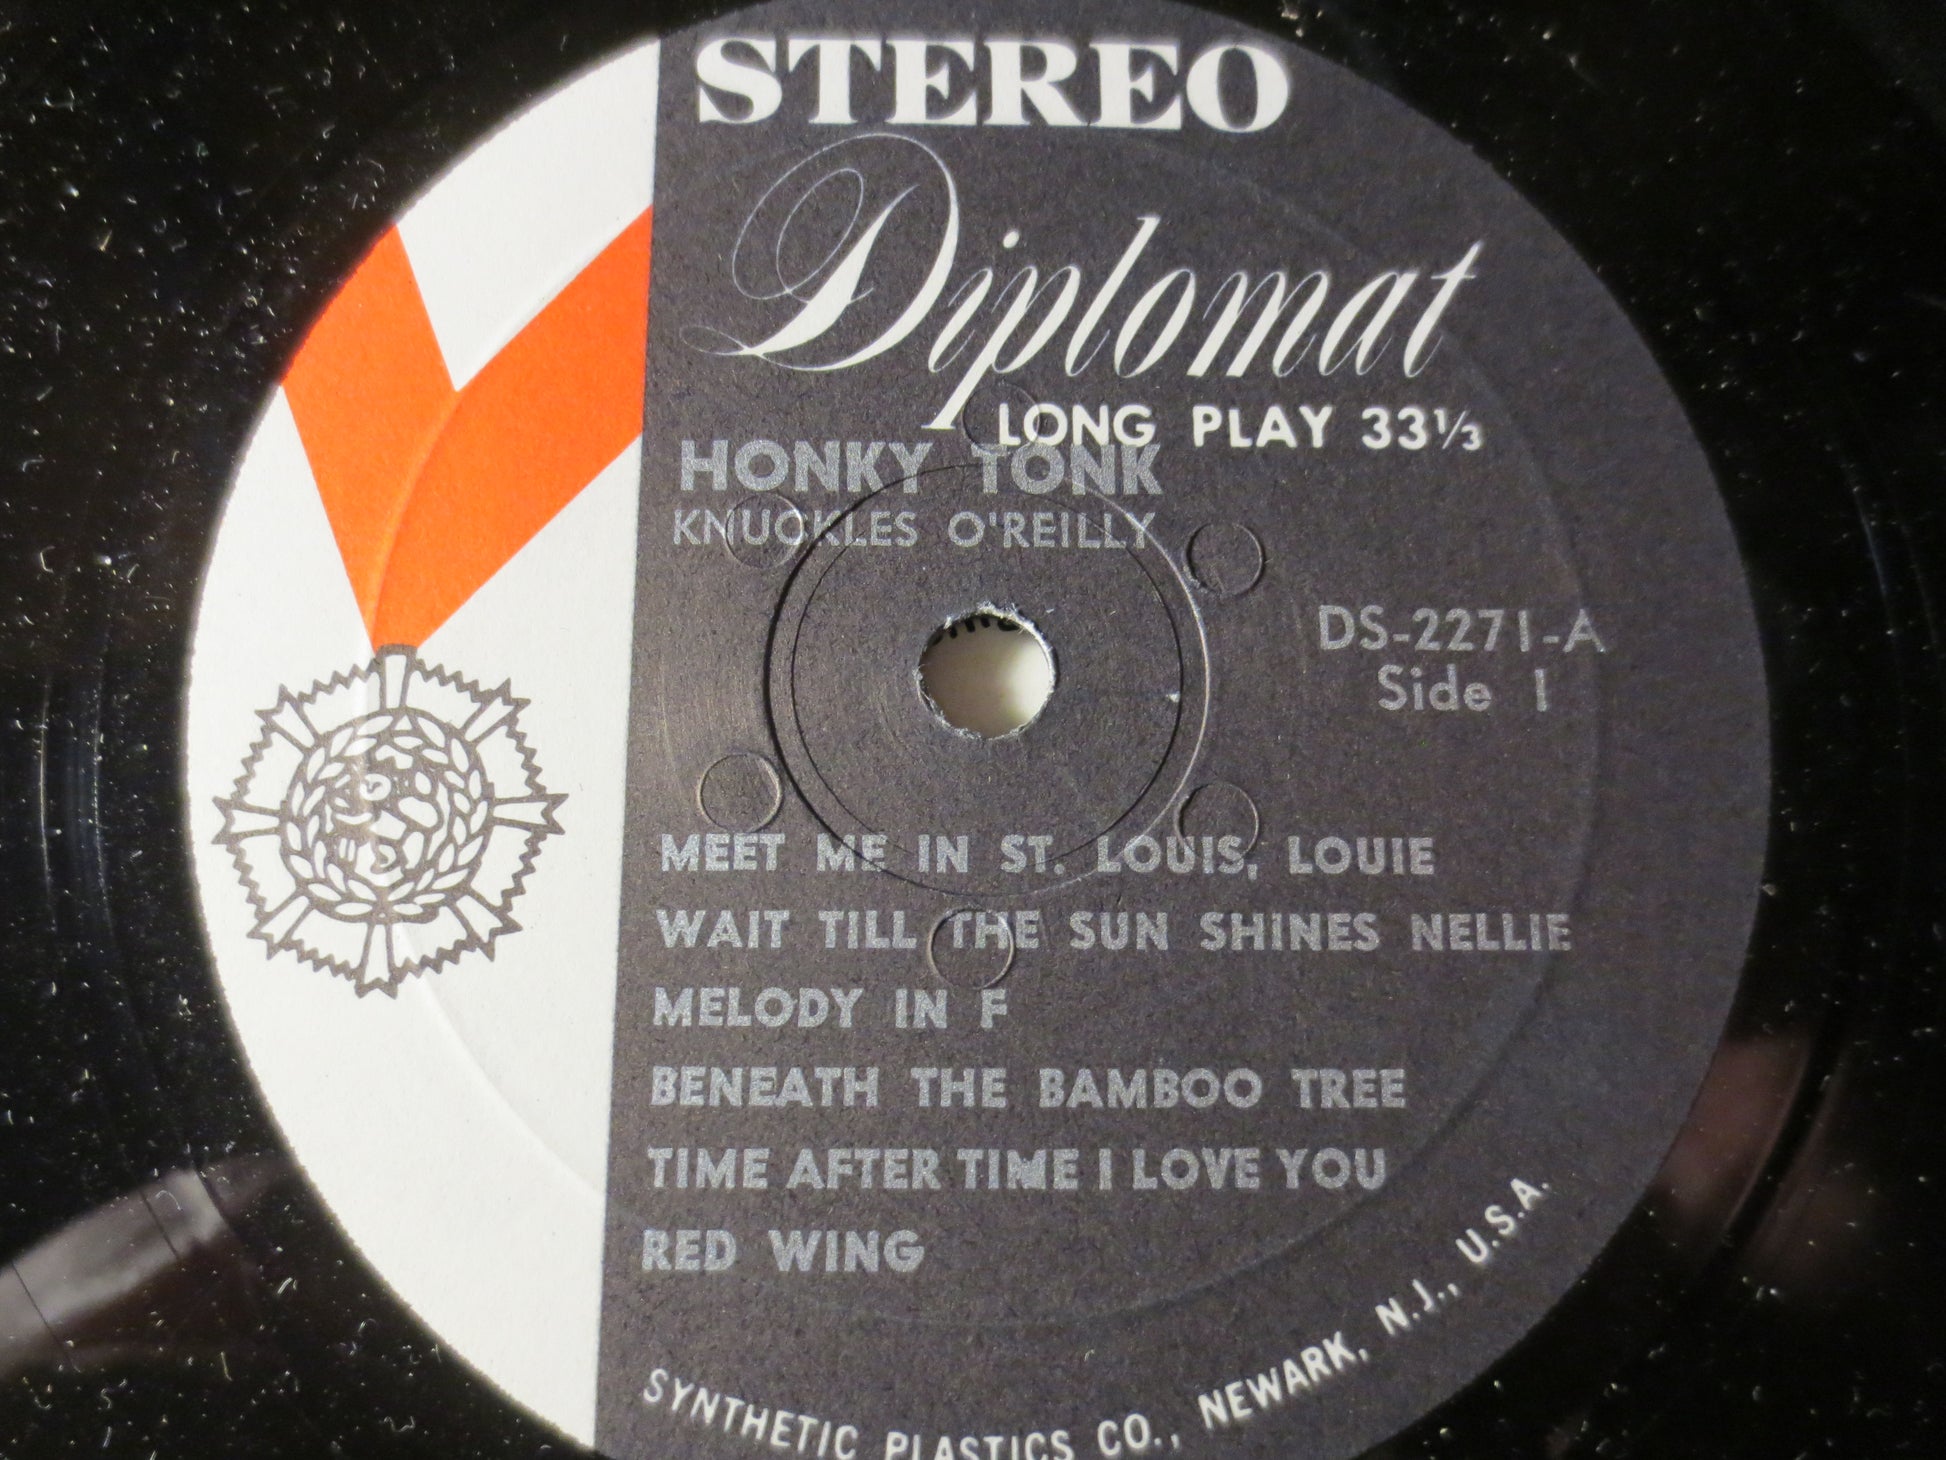 STEREO
Diplomat
LONG PLAY 33⅓
HONKY TONK
KNUCKLES O'REILLY
DS-2271-A
Side 1
MEET ME IN ST. LOUIS, LOUIE
WAIT TILL THE SUN SHINES NELLIE
MELODY IN F
BENEATH THE BAMBOO TREE
TIME AFTER TIME I LOVE YOU
RED WING
SYNTHETIC PLASTICS CO., NEWARK, N.J., U.S.A.